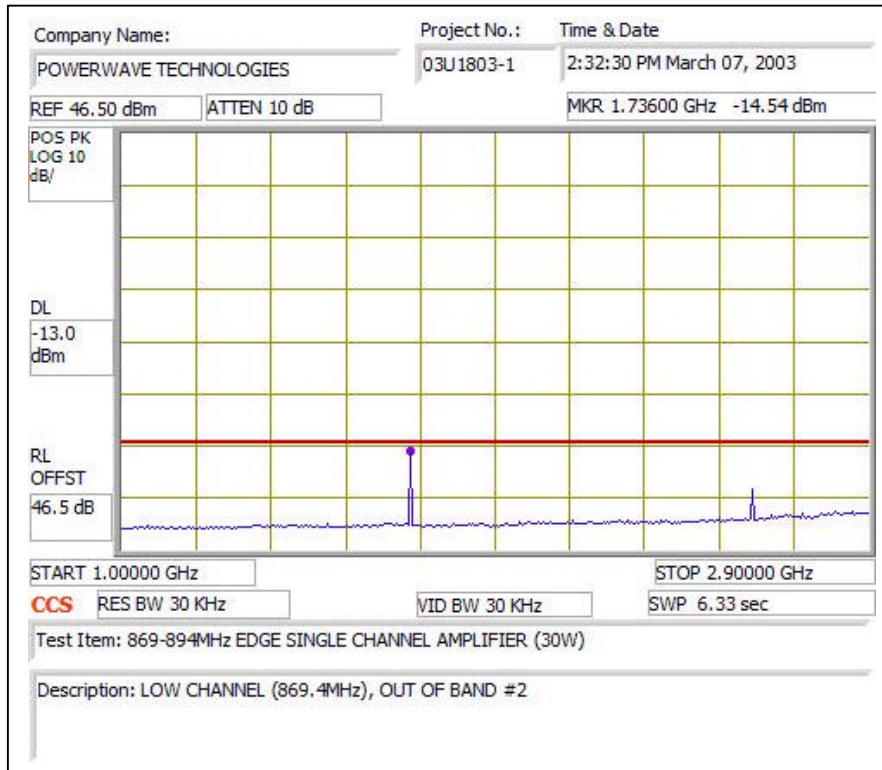 Company Name:
Project No.:
Time & Date
POWERWAVE TECHNOLOGIES
03U1803-1
2:32:30 PM March 07, 2003
REF 46.50 dBm
ATTEN 10 dB
MKR 1.73600 GHz -14.54 dBm
POS PK
LOG 10
dB/
DL
-13.0
dBm
RL
OFFST
46.5 dB
START 1.00000 GHz
STOP 2.90000 GHz
CCS
RES BW 30 KHz
VID BW 30 KHz
SWP 6.33 sec
Test Item: 869-894MHz EDGE SINGLE CHANNEL AMPLIFIER (30W)
Description: LOW CHANNEL (869.4MHz), OUT OF BAND #2